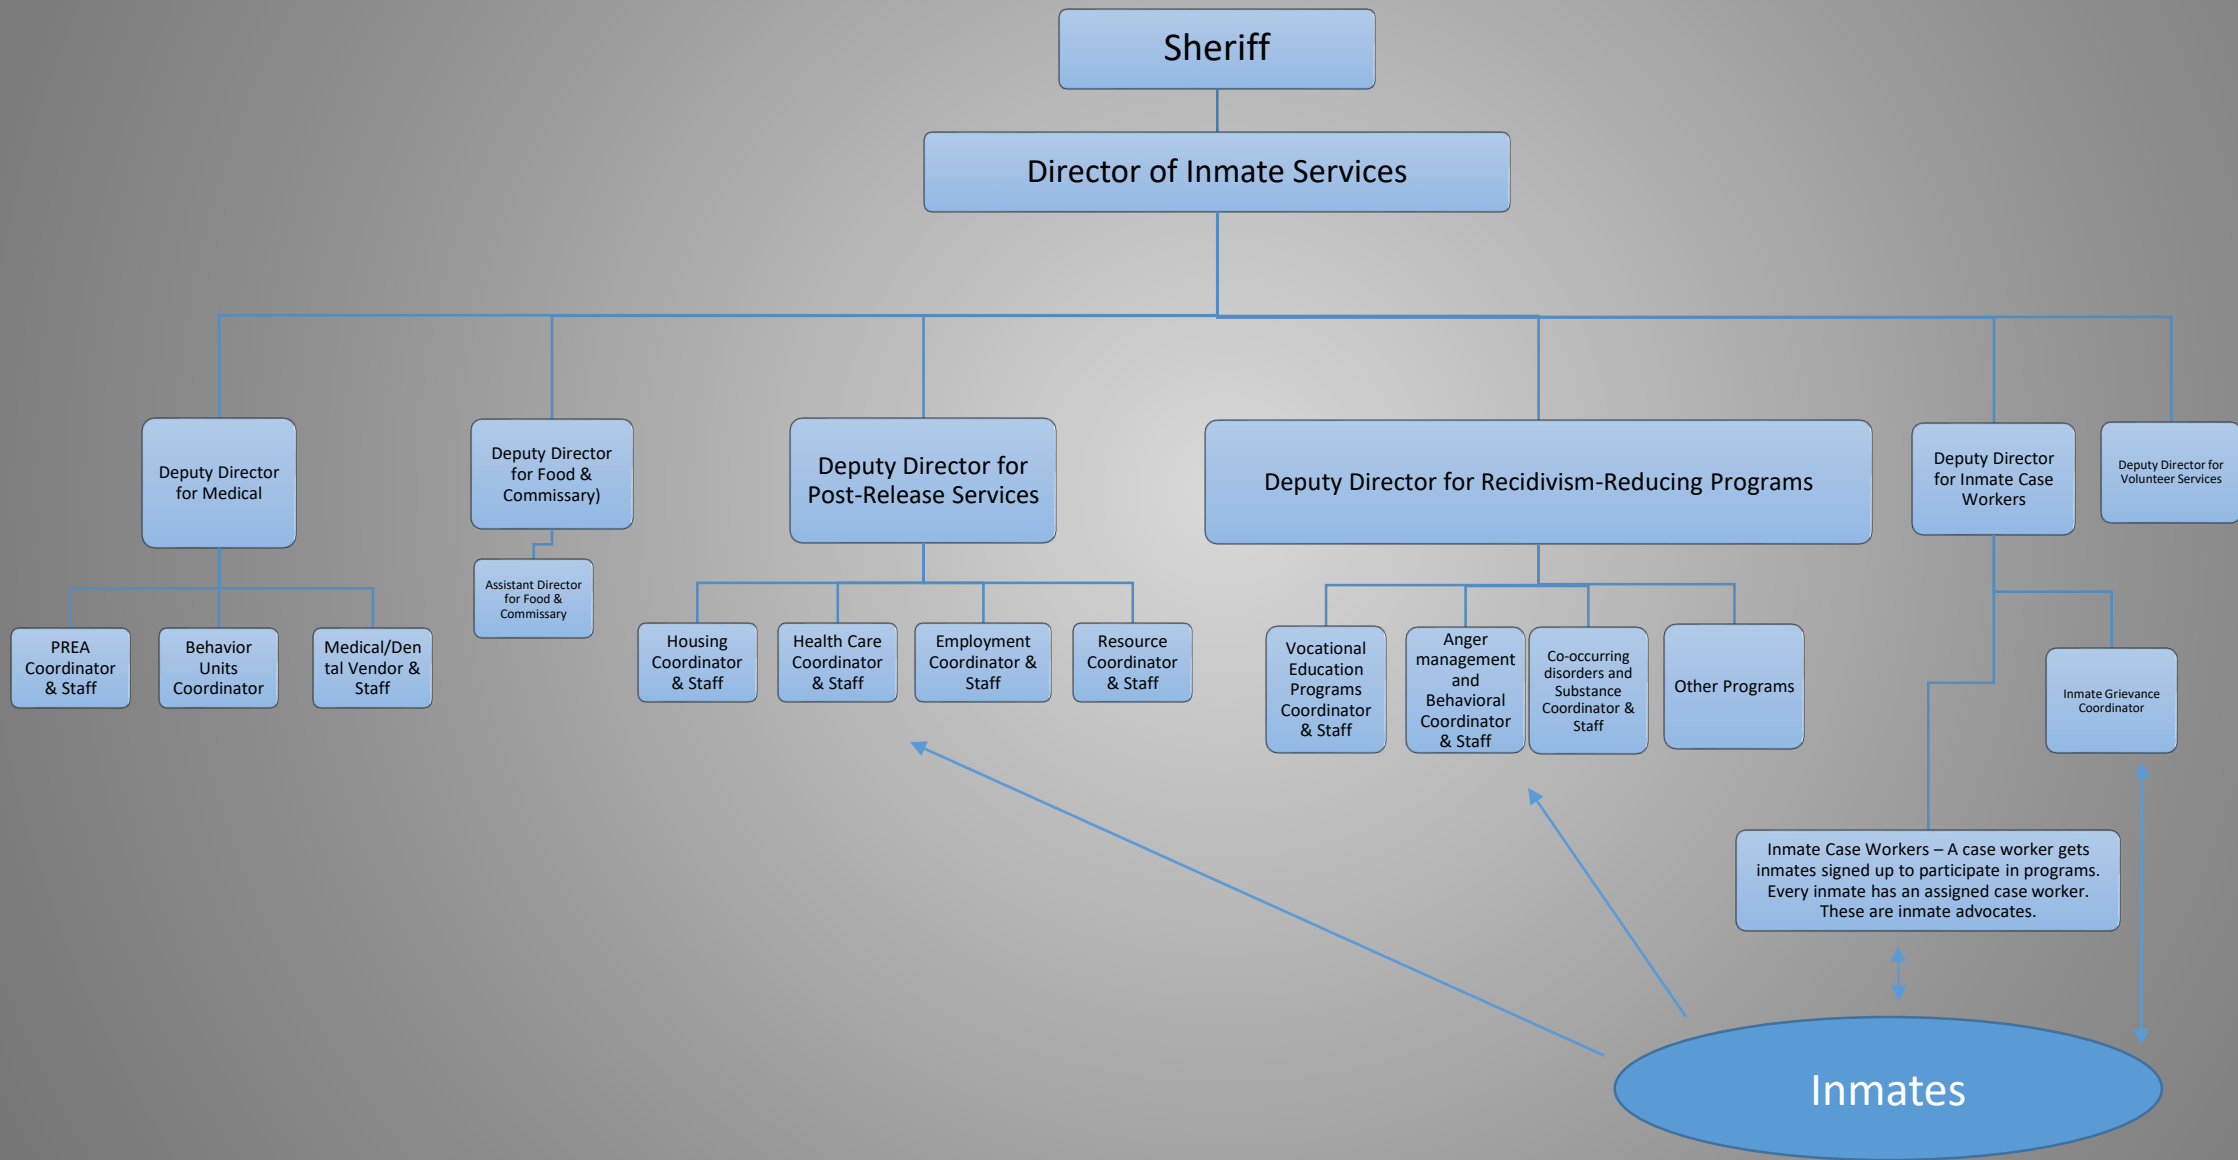 Sheriff
Director of Inmate Services
Deputy Director
for Medical
Deputy Director
for Food &
Commissary)
Deputy Director for
Post-Release Services
Deputy Director for Recidivism-Reducing Programs
Deputy Director
for Inmate Case
Workers
Deputy Director for
Volunteer Services
Assistant Director
for Food &
Commissary
PREA
Coordinator
& Staff
Behavior
Units
Coordinator
Medical/Den
tal Vendor &
Staff
Housing
Coordinator
& Staff
Health Care
Coordinator
& Staff
Employment
Coordinator &
Staff
Resource
Coordinator
& Staff
Vocational
Education
Programs
Coordinator
& Staff
Anger
management
and
Behavioral
Coordinator
& Staff
Co-occurring
disorders and
Substance
Coordinator &
Staff
Other Programs
Inmate Grievance
Coordinator
Inmate Case Workers – A case worker gets
inmates signed up to participate in programs.
Every inmate has an assigned case worker.
These are inmate advocates.
Inmates